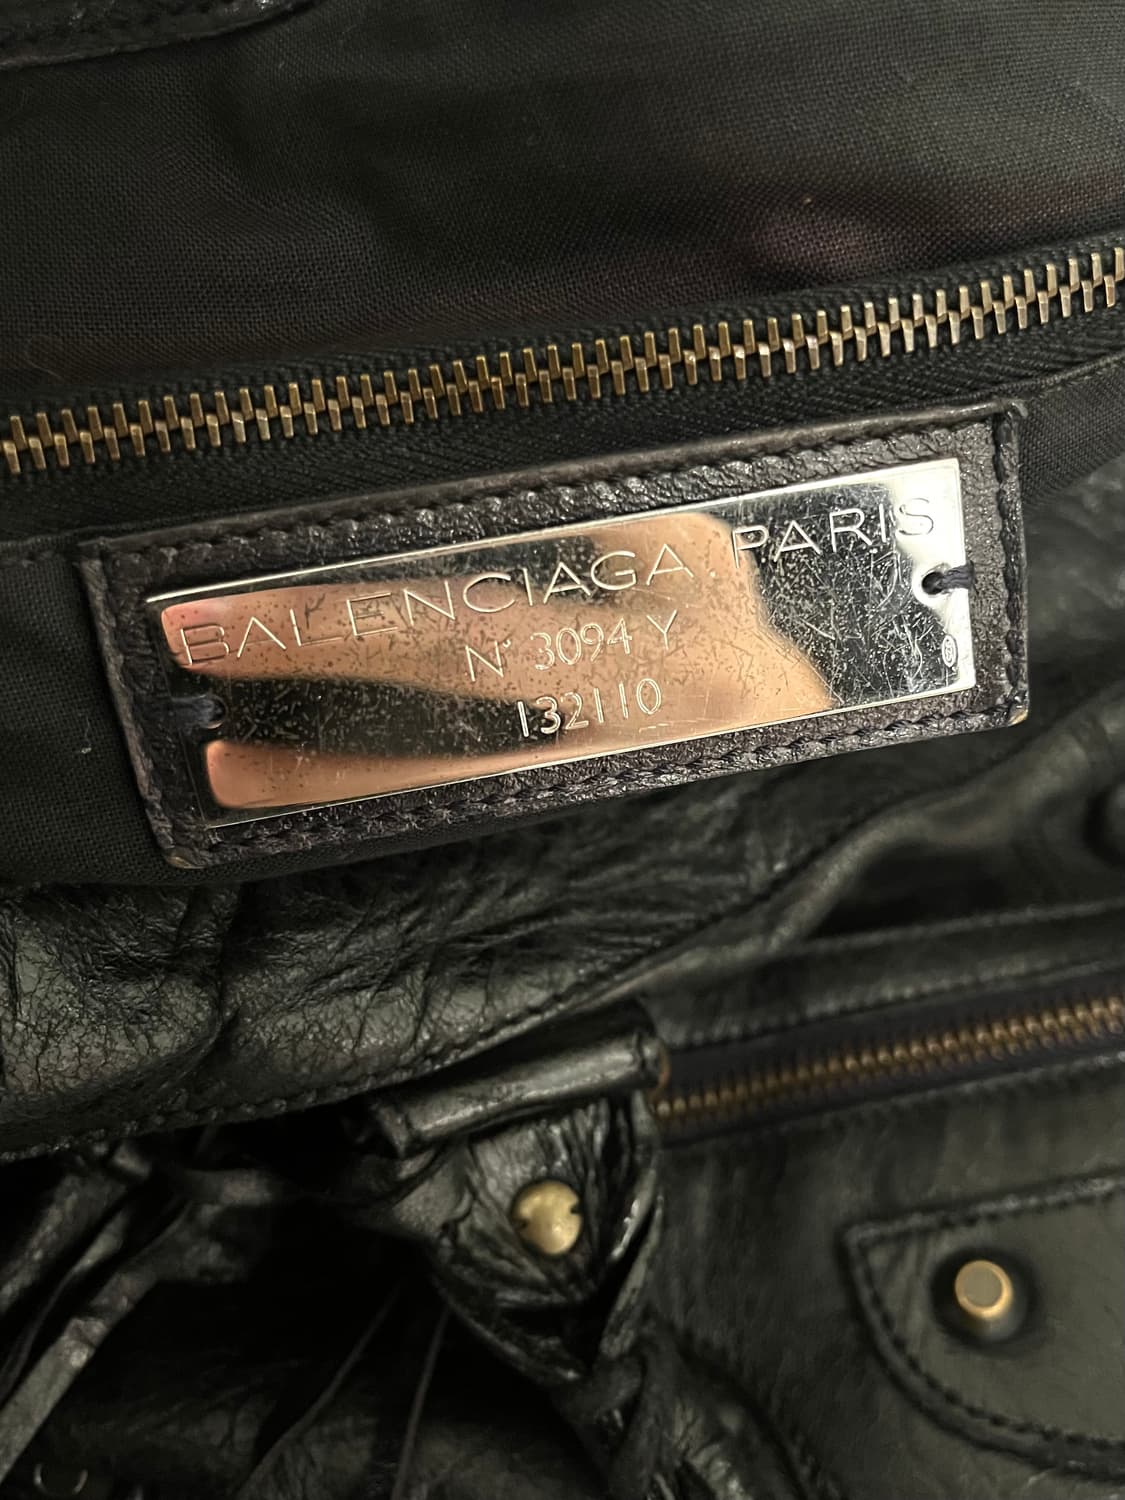 BALENCIAGA. PARIS
N° 3094 Y
132110